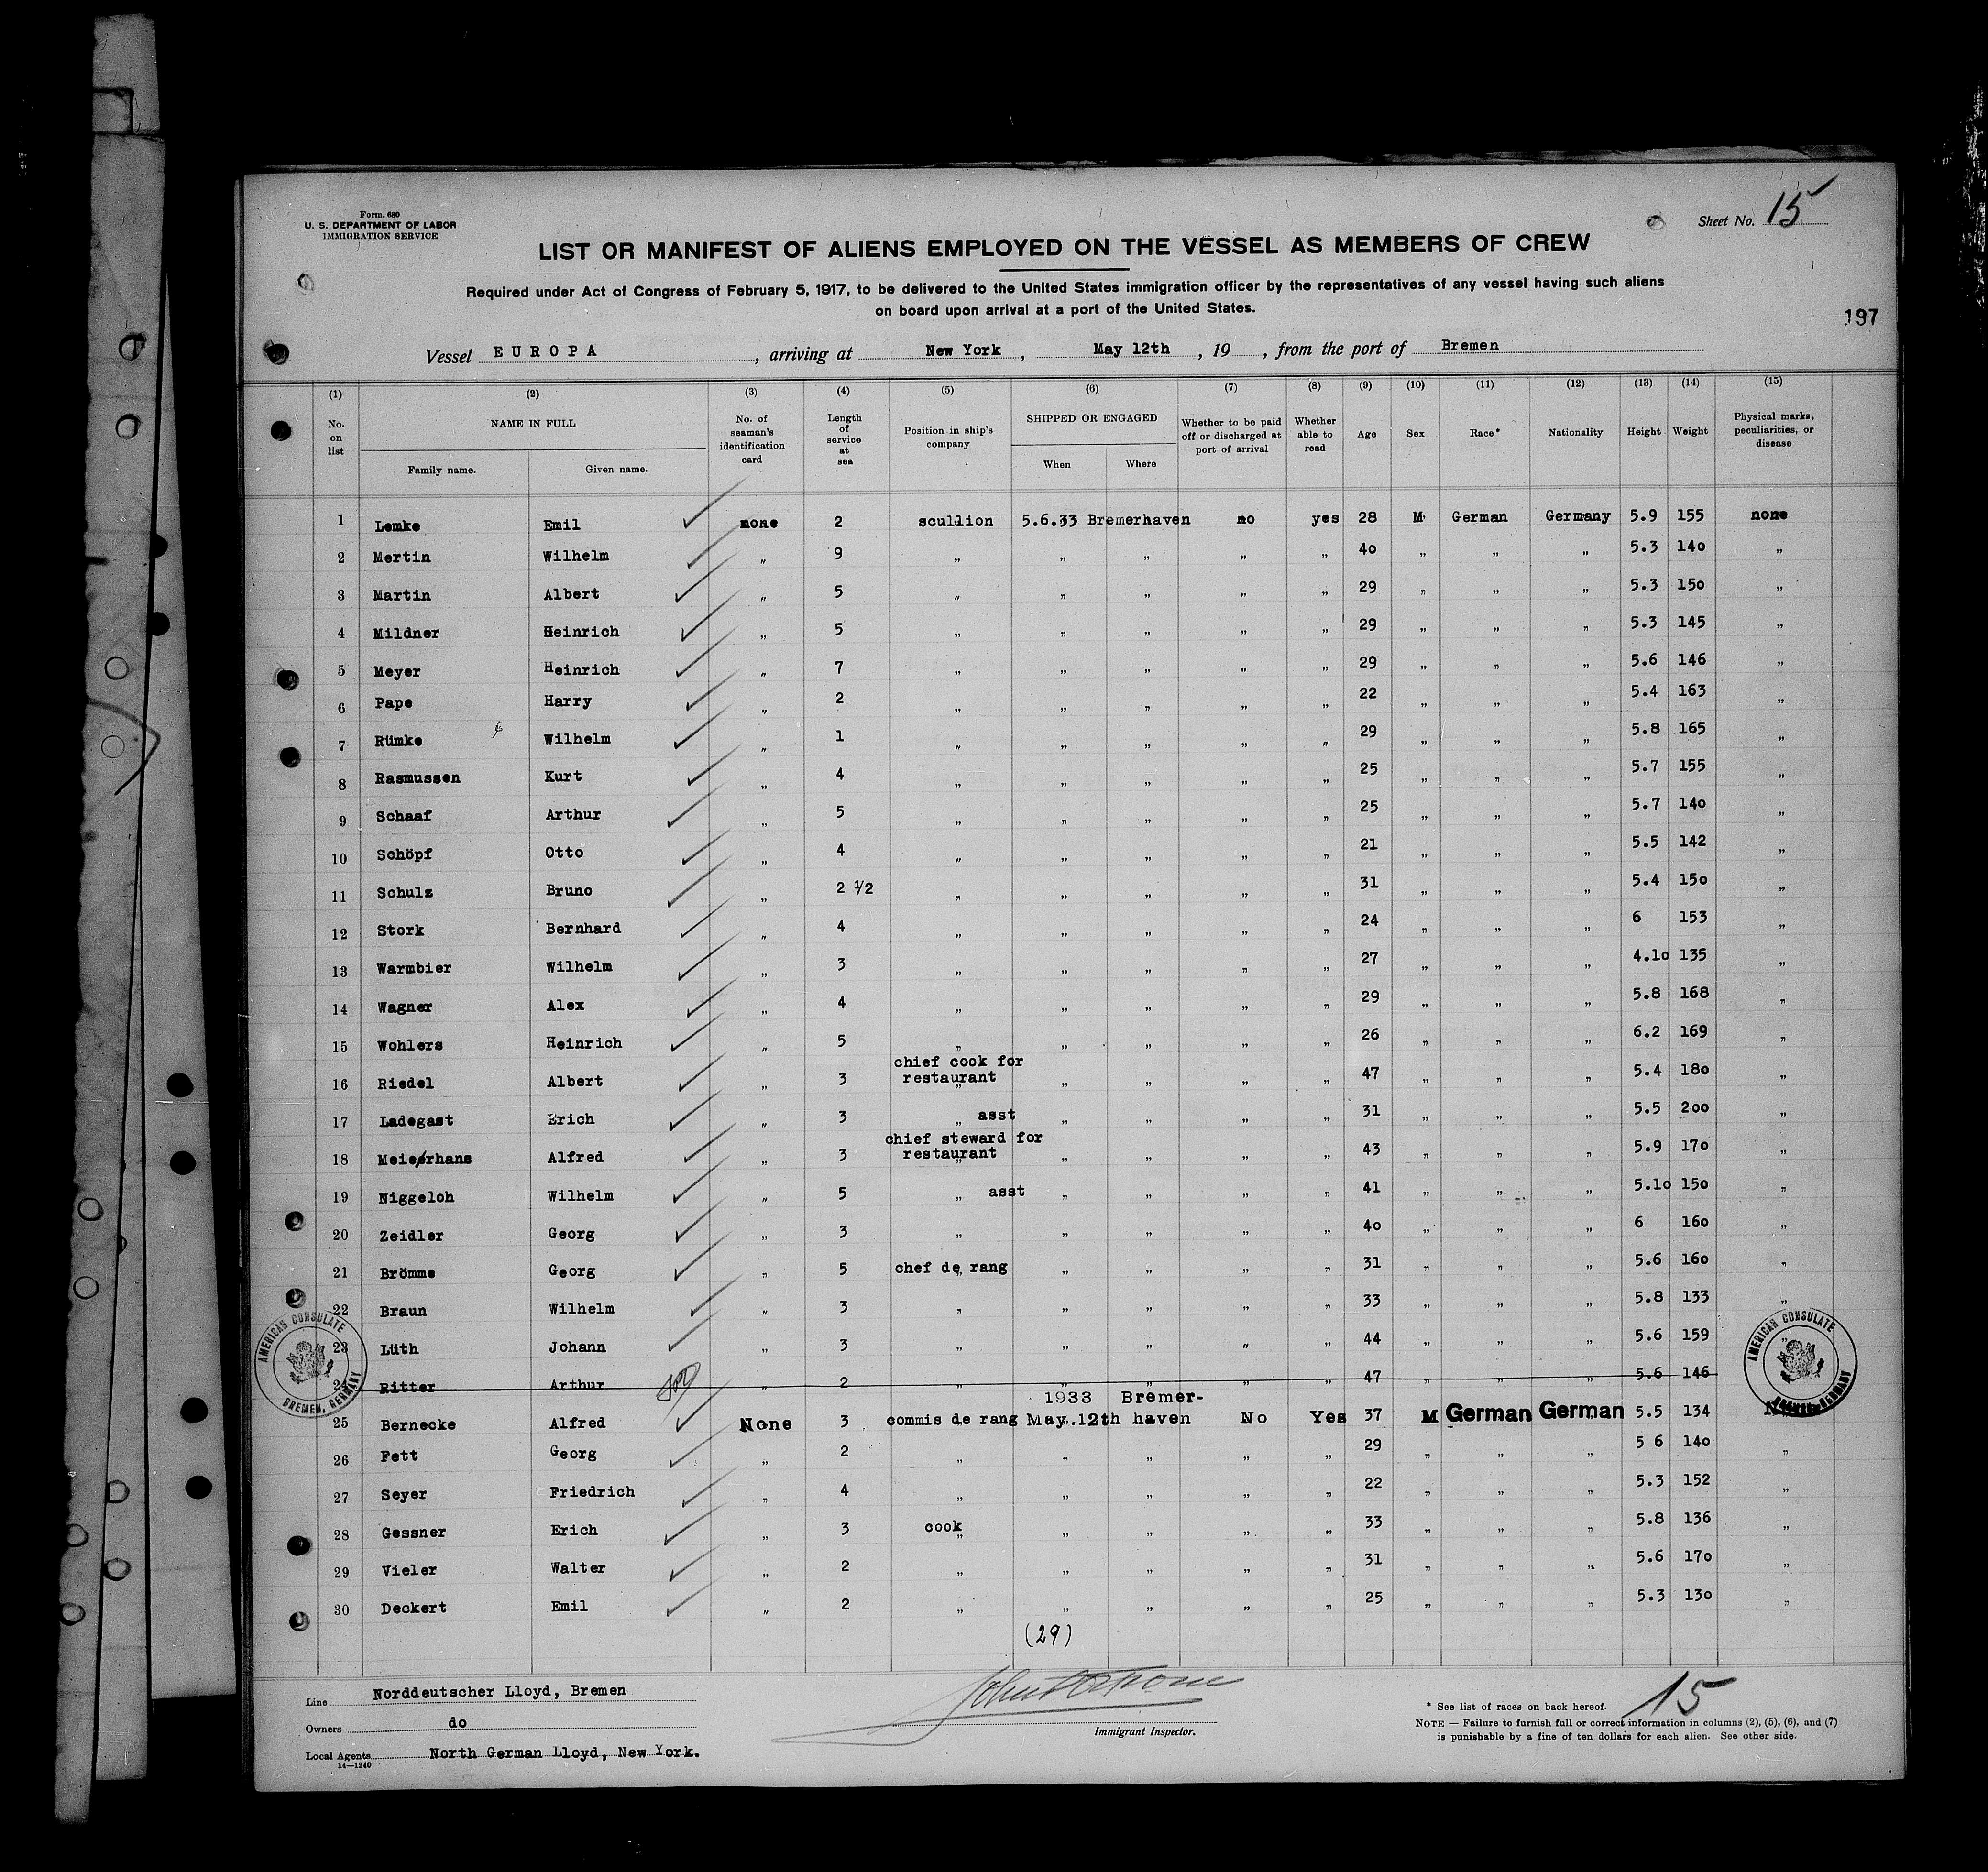 Form. 680
U. S. DEPARTMENT OF LABOR
IMMIGRATION SERVICE
Sheet No. 15
LIST OR MANIFEST OF ALIENS EMPLOYED ON THE VESSEL AS MEMBERS OF CREW
Required under Act of Congress of February 5, 1917, to be delivered to the United States immigration officer by the representatives of any vessel having such aliens
on board upon arrival at a port of the United States.
197
Vessel EUROPA, arriving at New York, May 12th, 19 , from the port of Bremen
(1) (2) (3) (4) (5) (6) (7) (8) (9) (10) (11) (12) (13) (14) (15)
No. on list NAME IN FULL Family name. Given name. No. of seaman's identification card Length of service at sea Position in ship's company SHIPPED OR ENGAGED When Where Whether to be paid off or discharged at port of arrival Whether able to read Age Sex Race* Nationality Height Weight Physical marks, peculiarities, or disease
1 Lemke Emil none 2 scullion 5.6.33 Bremerhaven no yes 28 M German Germany 5.9 155 none
2 Mertin Wilhelm „ 9 „ „ „ „ „ 40 „ „ „ 5.3 140 „
3 Martin Albert „ 5 „ „ „ „ „ 29 „ „ „ 5.3 150 „
4 Mildner Heinrich „ 5 „ „ „ „ „ 29 „ „ „ 5.3 145 „
5 Meyer Heinrich „ 7 „ „ „ „ „ 29 „ „ „ 5.6 146 „
6 Pape Harry „ 2 „ „ „ „ „ 22 „ „ „ 5.4 163 „
7 Rümke Wilhelm „ 1 „ „ „ „ „ 29 „ „ „ 5.8 165 „
8 Rasmussen Kurt „ 4 „ „ „ „ „ 25 „ „ „ 5.7 155 „
9 Schaaf Arthur „ 5 „ „ „ „ „ 25 „ „ „ 5.7 140 „
10 Schöpf Otto „ 4 „ „ „ „ „ 21 „ „ „ 5.5 142 „
11 Schulz Bruno „ 2 1/2 „ „ „ „ „ 31 „ „ „ 5.4 150 „
12 Stork Bernhard „ 4 „ „ „ „ „ 24 „ „ „ 6 153 „
13 Warmbier Wilhelm „ 3 „ „ „ „ „ 27 „ „ „ 4.10 135 „
14 Wagner Alex „ 4 „ „ „ „ „ 29 „ „ „ 5.8 168 „
15 Wohlers Heinrich „ 5 „ „ „ „ „ 26 „ „ „ 6.2 169 „
16 Riedel Albert „ 3 chief cook for restaurant „ „ „ „ 47 „ „ „ 5.4 180 „
17 Ladegast Erich „ 3 „ asst „ „ „ „ 31 „ „ „ 5.5 200 „
18 Meierhans Alfred „ 3 chief steward for restaurant „ „ „ „ 43 „ „ „ 5.9 170 „
19 Niggeloh Wilhelm „ 5 „ asst „ „ „ „ 41 „ „ „ 5.10 150 „
20 Zeidler Georg „ 3 „ „ „ „ „ 40 „ „ „ 6 160 „
21 Brömme Georg „ 5 chef de rang „ „ „ „ 31 „ „ „ 5.6 160 „
22 Braun Wilhelm „ 3 „ „ „ „ „ 33 „ „ „ 5.8 133 „
23 Lüth Johann „ 3 „ „ „ „ „ 44 „ „ „ 5.6 159 „
24 Ritter Arthur „ 2 „ „ „ „ „ 47 „ „ „ 5.6 146
25 Bernecke Alfred None 3 commis de rang 1933 May 12th Bremer-haven No Yes 37 M German German 5.5 134
26 Fett Georg „ 2 „ „ „ „ „ 29 „ „ „ 5 6 140 „
27 Seyer Friedrich „ 4 „ „ „ „ „ 22 „ „ „ 5.3 152 „
28 Gessner Erich „ 3 cook „ „ „ „ 33 „ „ „ 5.8 136 „
29 Vieler Walter „ 2 „ „ „ „ „ 31 „ „ „ 5.6 170 „
30 Deckert Emil „ 2 „ „ „ „ „ 25 „ „ „ 5.3 130 „
AMERICAN CONSULATE BREMEN, GERMANY
AMERICAN CONSULATE
(29)
Line Norddeutscher Lloyd, Bremen
Owners do
Local Agents North German Lloyd, New York.
14—1240
Immigrant Inspector.
* See list of races on back hereof.
15
NOTE — Failure to furnish full or correct information in columns (2), (5), (6), and (7)
is punishable by a fine of ten dollars for each alien. See other side.